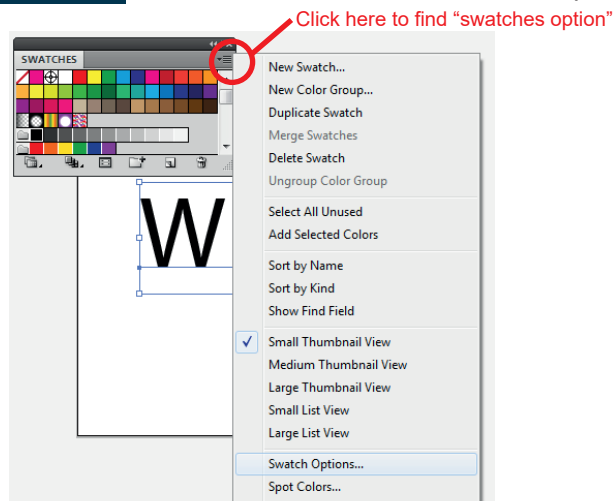 Click here to find “swatches option”
SWATCHES
New Swatch...
New Color Group...
Duplicate Swatch
Merge Swatches
Delete Swatch
Ungroup Color Group
Select All Unused
Add Selected Colors
Sort by Name
Sort by Kind
Show Find Field
Small Thumbnail View
Medium Thumbnail View
Large Thumbnail View
Small List View
Large List View
Swatch Options...
Spot Colors...
W